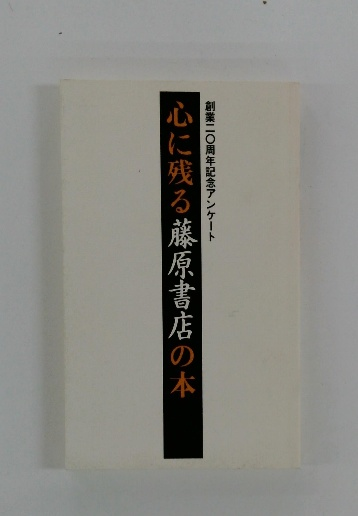 創業二〇周年記念アンケート
心に残る藤原書店の本